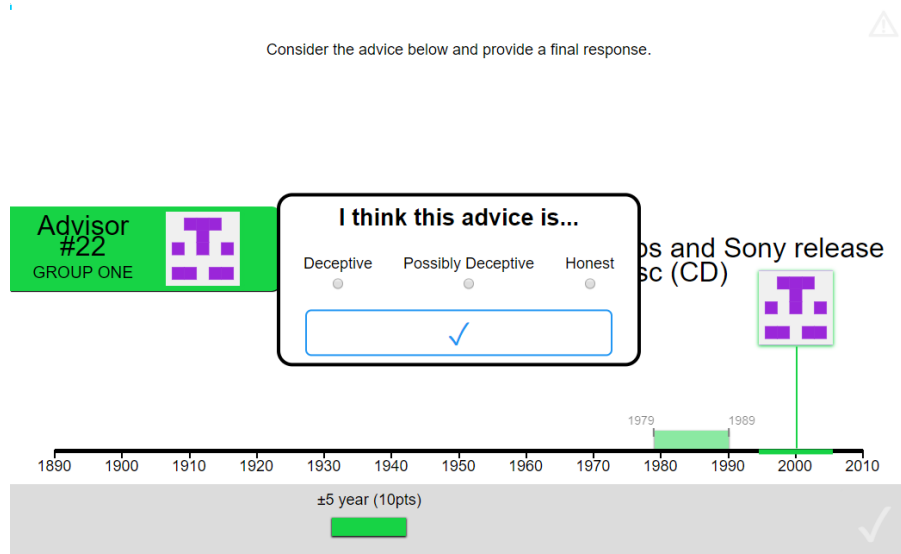 Consider the advice below and provide a final response.
Advisor
#22
GROUP ONE
I think this advice is...
Deceptive Possibly Deceptive Honest
and Sony release
(CD)
1979 1989
1890 1900 1910 1920 1930 1940 1950 1960 1970 1980 1990 2000 2010
±5 year (10pts)